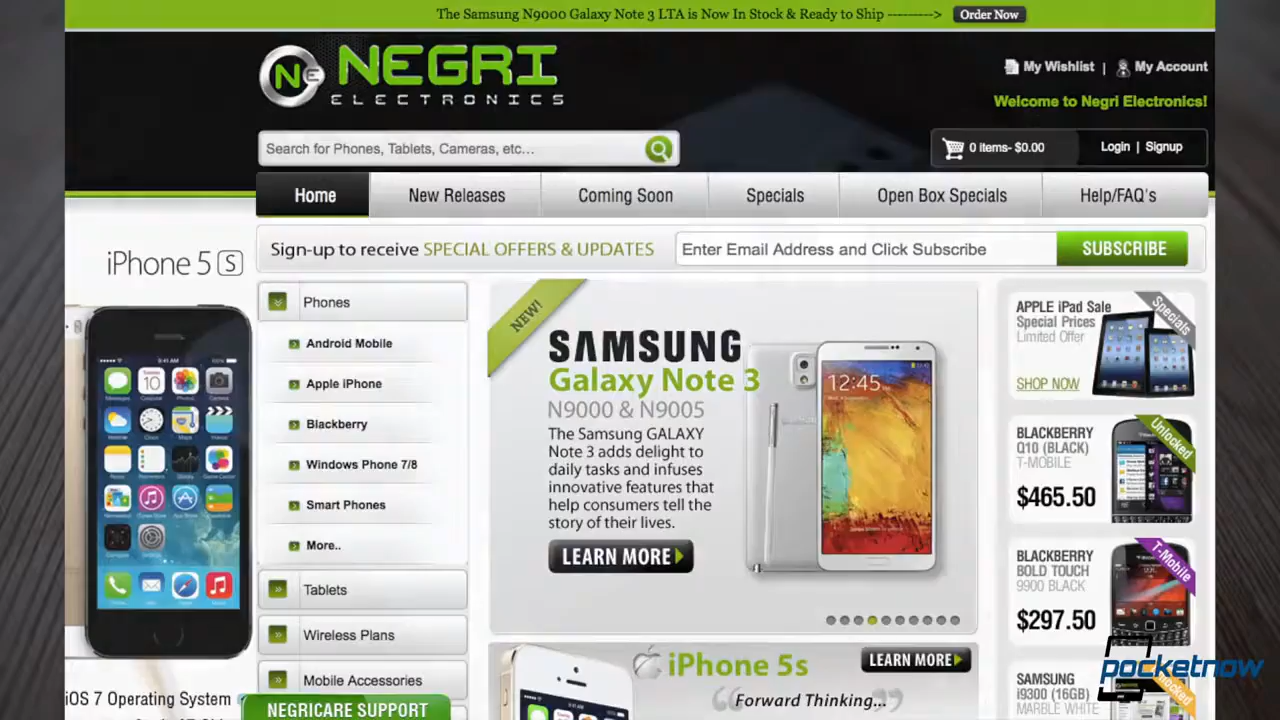 The Samsung N9000 Galaxy Note 3 LTA is Now In Stock & Ready to Ship ---------> Order Now
NEGRI
ELECTRONICS
My Wishlist | My Account
Welcome to Negri Electronics!
Search for Phones, Tablets, Cameras, etc...
0 items- $0.00
Login | Signup
Home
New Releases
Coming Soon
Specials
Open Box Specials
Help/FAQ's
Sign-up to receive SPECIAL OFFERS & UPDATES
Enter Email Address and Click Subscribe
SUBSCRIBE
iPhone 5 S
9:41 AM
iOS 7 Operating System
Phones
Android Mobile
Apple iPhone
Blackberry
Windows Phone 7/8
Smart Phones
More..
Tablets
Wireless Plans
Mobile Accessories
NEGRICARE SUPPORT
NEW!
SAMSUNG
Galaxy Note 3
N9000 & N9005
The Samsung GALAXY
Note 3 adds delight to
daily tasks and infuses
innovative features that
help consumers tell the
story of their lives.
LEARN MORE
12:45
iPhone 5s
LEARN MORE
Forward Thinking...
APPLE iPad Sale
Special Prices
Limited Offer
SHOP NOW
Specials
BLACKBERRY
Q10 (BLACK)
T-MOBILE
$465.50
Unlocked
BLACKBERRY
BOLD TOUCH
9900 BLACK
$297.50
T-Mobile
SAMSUNG
i9300 (16GB)
MARBLE WHITE
pocketnow